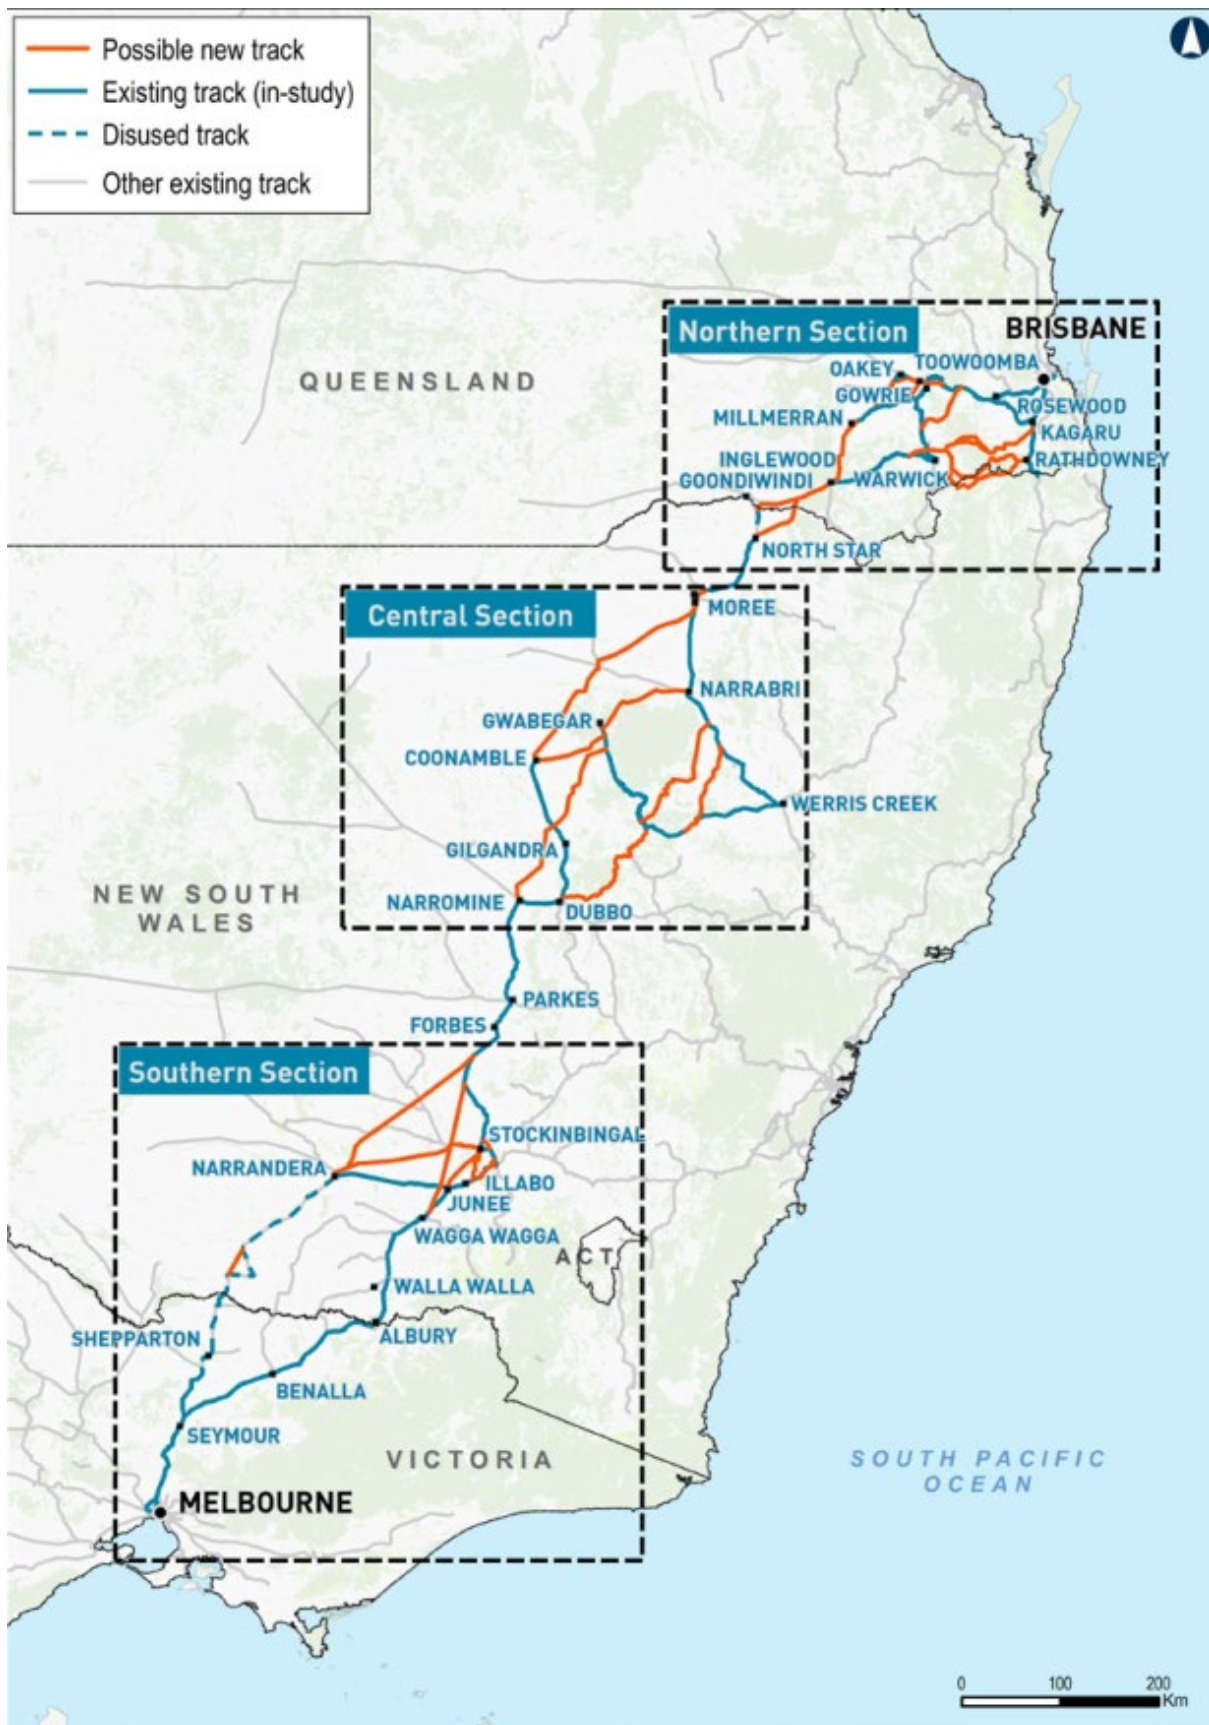 Possible new track
Existing track (in-study)
Disused track
Other existing track
Northern Section
BRISBANE
QUEENSLAND
OAKEY
TOOWOOMBA
GOWRIE
ROSEWOOD
MILLMERRAN
KAGARU
INGLEWOOD
RATHDOWNEY
GOONDIWINDI
WARWICK
NORTH STAR
Central Section
MOREE
NARRABRI
GWABEGAR
COONAMBLE
WERRIS CREEK
GILGANDRA
NEW SOUTH
WALES
NARROMINE
DUBBO
PARKES
FORBES
Southern Section
STOCKINBINGAL
NARRANDERA
ILLABO
JUNEE
WAGGA WAGGA
ACT
WALLA WALLA
SHEPPARTON
ALBURY
BENALLA
SEYMOUR
VICTORIA
SOUTH PACIFIC
OCEAN
MELBOURNE
0 100 200
Km